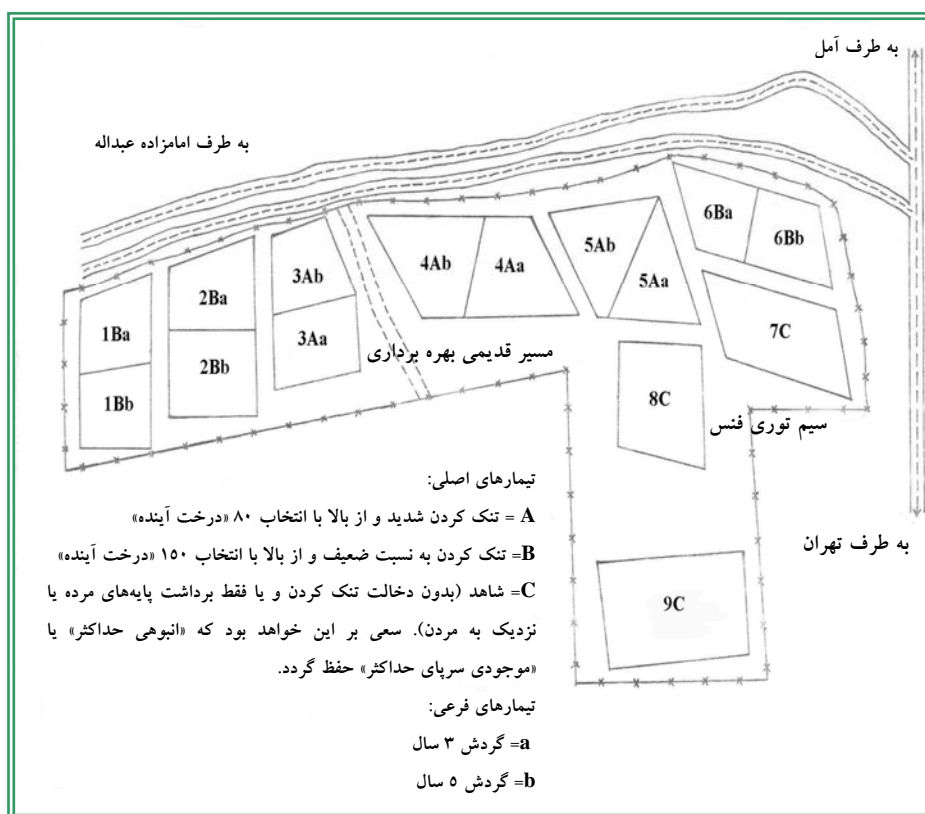 به طرف آمل
به طرف امامزاده عبداله
6Ba
6Bb
5Ab
5Aa
4Ab
4Aa
3Ab
3Aa
2Ba
2Bb
1Ba
1Bb
7C
مسیر قدیمی بهره برداری
8C
سیم توری فنس
به طرف تهران
9C
تیمارهای اصلی:
A = تنک کردن شدید و از بالا با انتخاب ۸۰ «درخت آینده»
B= تنک کردن به نسبت ضعیف و از بالا با انتخاب ۱۵۰ «درخت آینده»
C= شاهد (بدون دخالت تنک کردن و یا فقط برداشت پایه‌های مرده یا
نزدیک به مردن). سعی بر این خواهد بود که «انبوهی حداکثر» یا
«موجودی سرپای حداکثر» حفظ گردد.
تیمارهای فرعی:
a= گردش ۳ سال
b= گردش ۵ سال